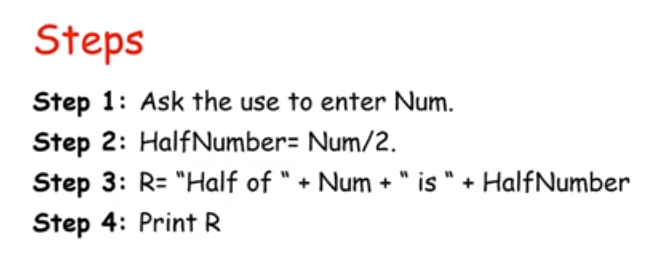 Steps
Step 1: Ask the use to enter Num.
Step 2: HalfNumber= Num/2.
Step 3: R= "Half of " + Num + " is " + HalfNumber
Step 4: Print R